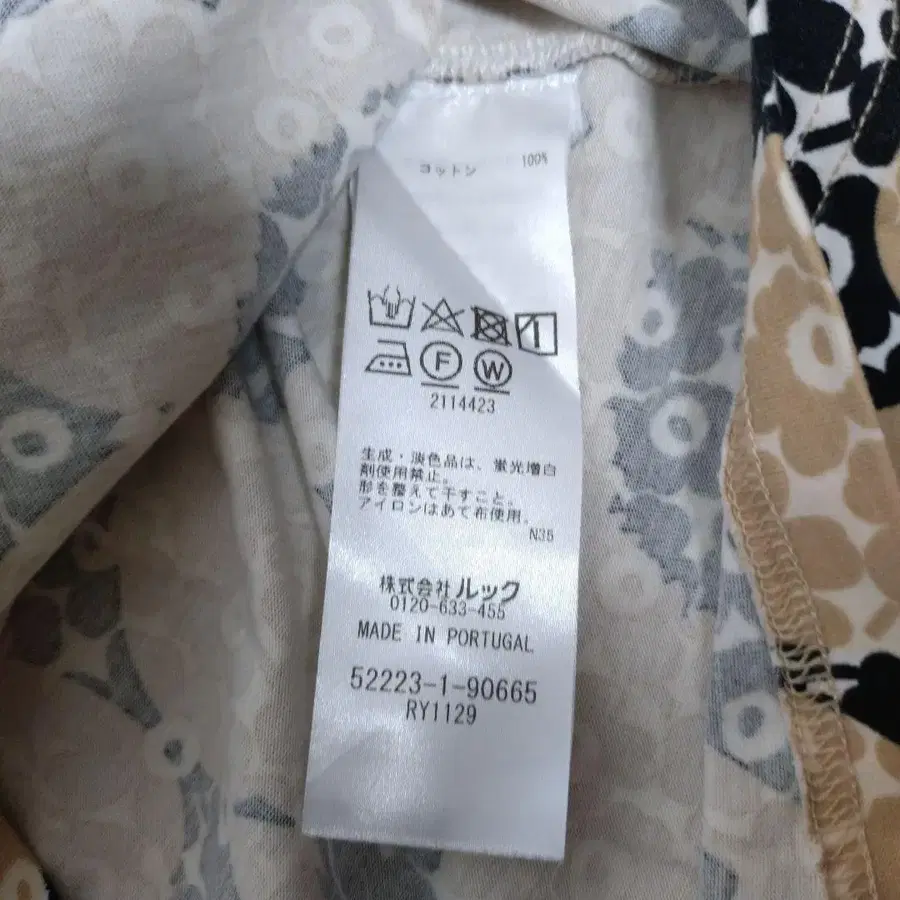 コットン 100%
F W
2114423
生成・淡色品は、蛍光増白
剤使用禁止。
形を整えて干すこと。
アイロンはあて布使用。
N35
株式会社ルック
0120-633-455
MADE IN PORTUGAL
52223-1-90665
RY1129